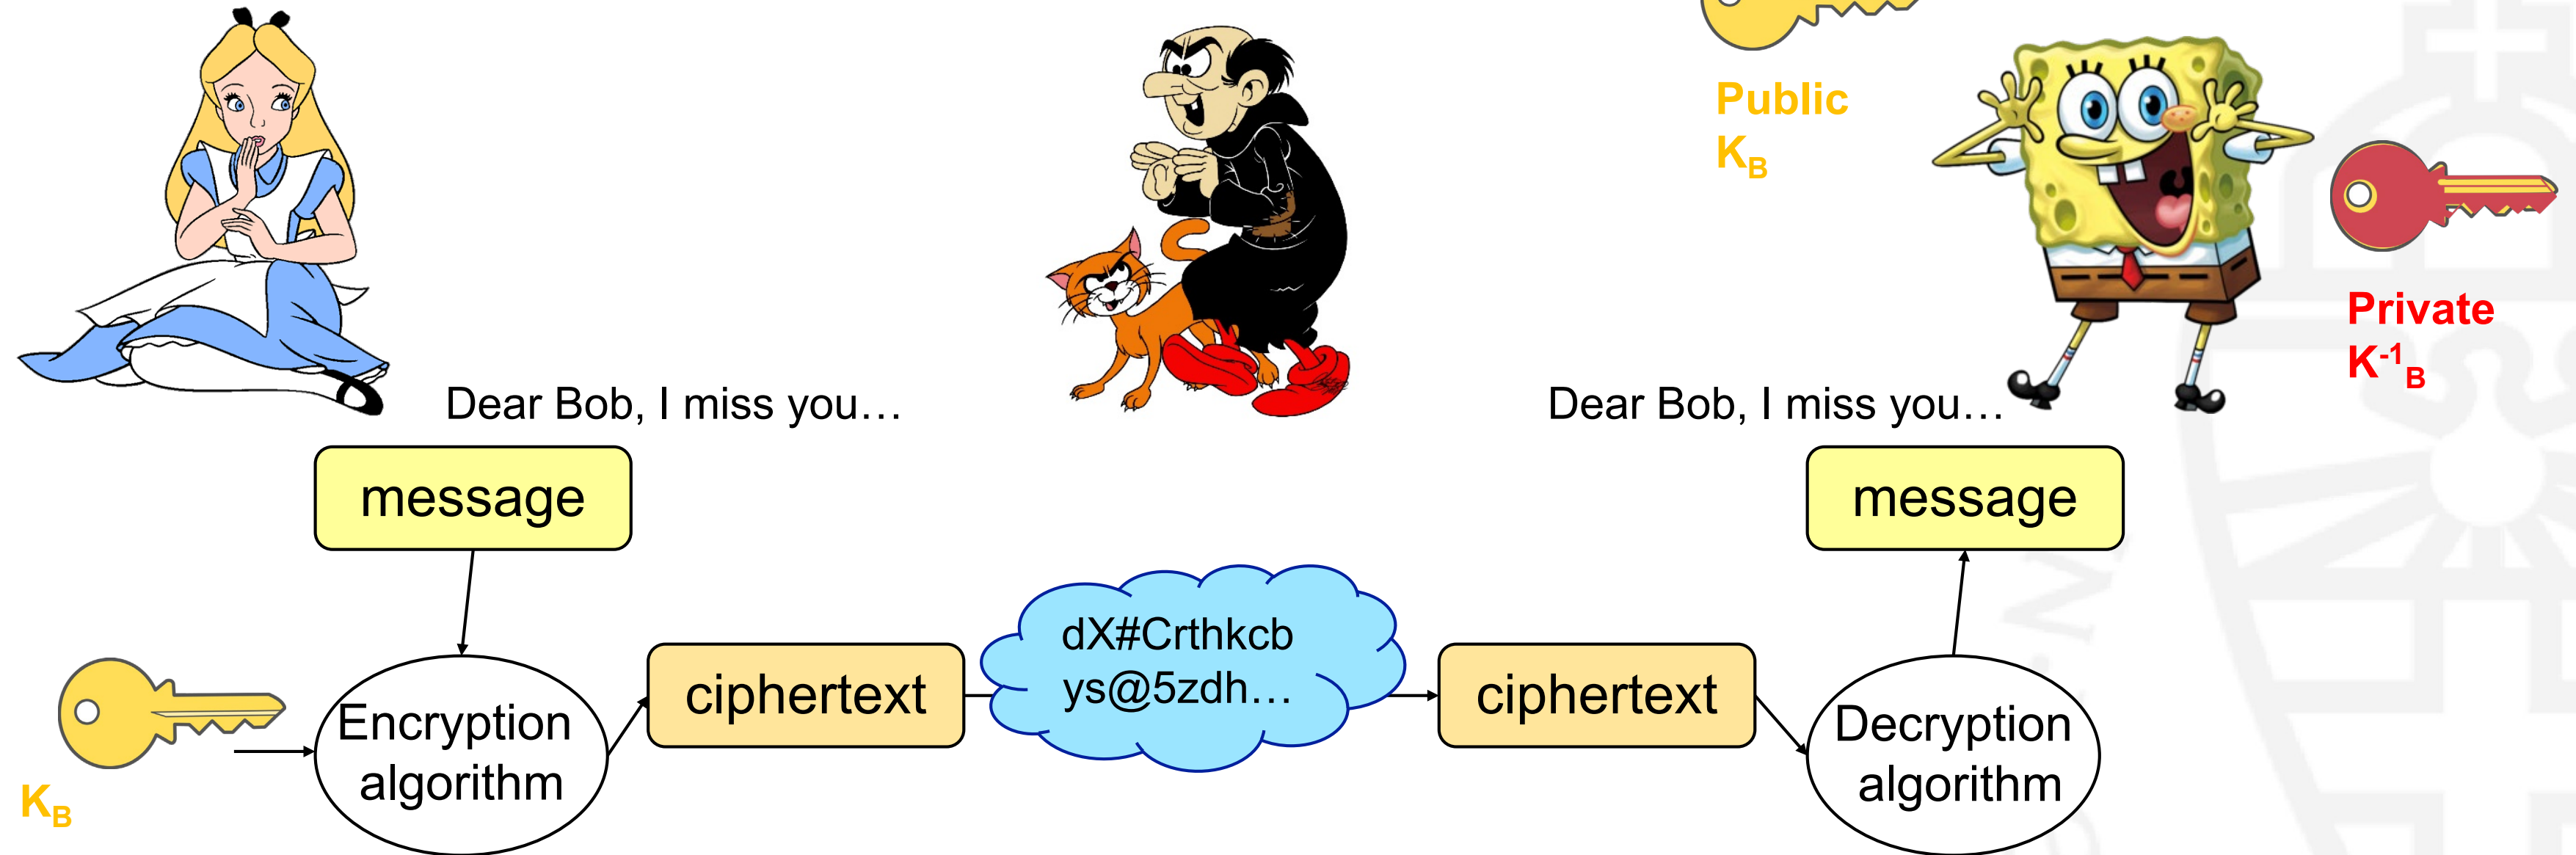 Public
K_B
Private
K^-1_B
Dear Bob, I miss you…
Dear Bob, I miss you…
message
message
dX#Crthkcb
ys@5zdh…
ciphertext
ciphertext
Encryption
algorithm
Decryption
algorithm
K_B